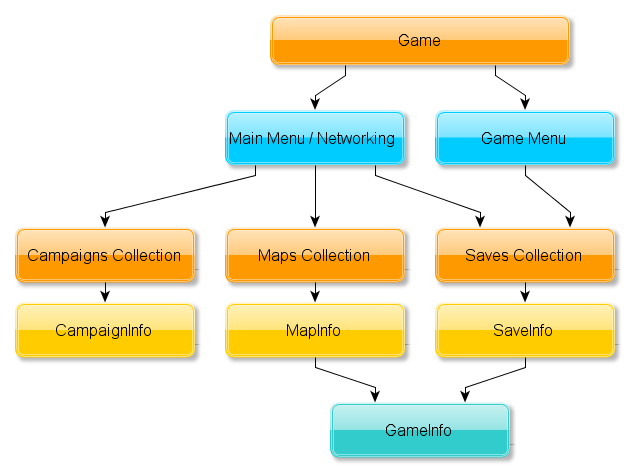 Game
Main Menu / Networking
Game Menu
Campaigns Collection
Maps Collection
Saves Collection
CampaignInfo
MapInfo
SaveInfo
GameInfo